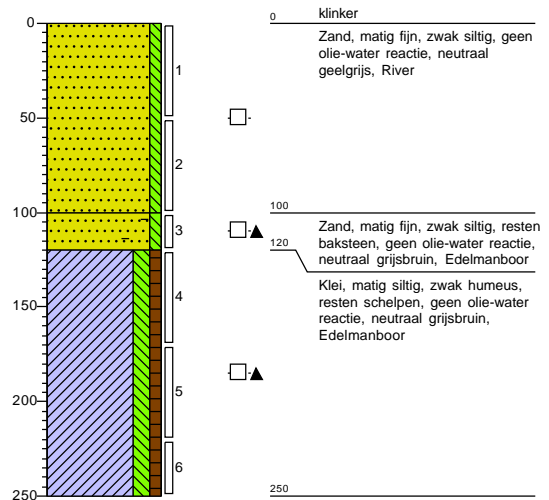 0
50
100
150
200
250
1
2
3
4
5
6
0 klinker
Zand, matig fijn, zwak siltig, geen
olie-water reactie, neutraal
geelgrijs, River
100
Zand, matig fijn, zwak siltig, resten
baksteen, geen olie-water reactie,
neutraal grijsbruin, Edelmanboor
120
Klei, matig siltig, zwak humeus,
resten schelpen, geen olie-water
reactie, neutraal grijsbruin,
Edelmanboor
250